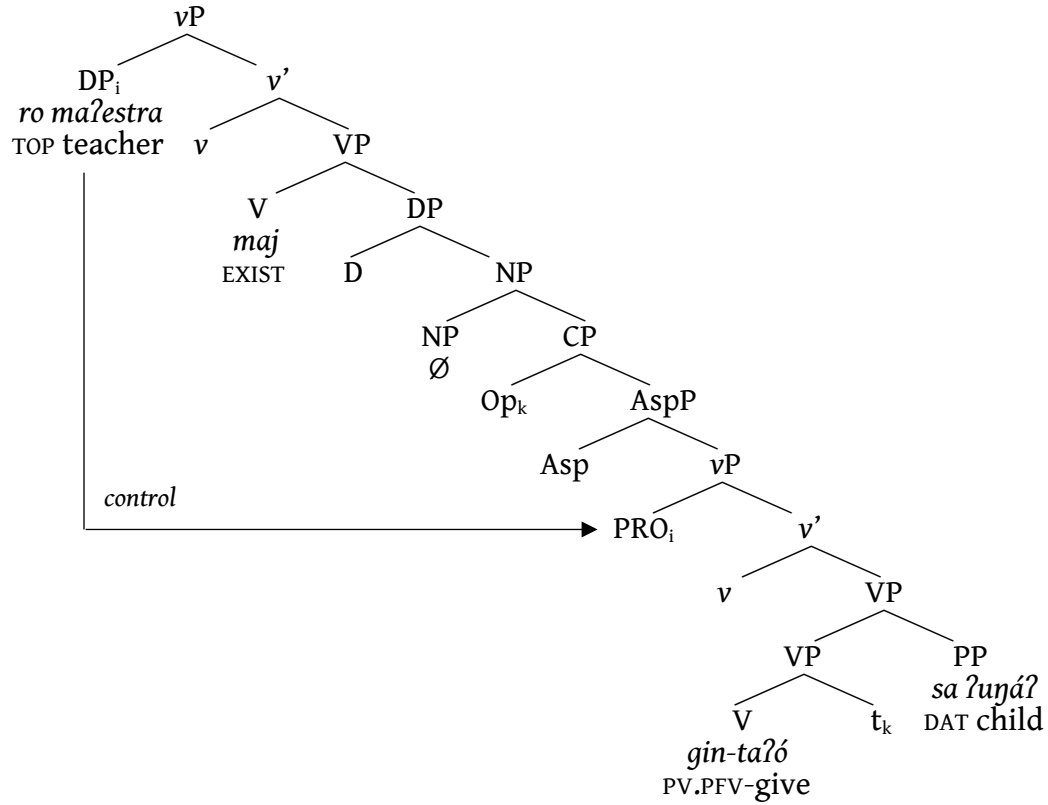 vP
DPᵢ v’
ro maʔestra
TOP teacher v VP
V DP
maj
EXIST D NP
NP CP
Ø
Opₖ AspP
Asp vP
control
PROᵢ v’
v VP
VP PP
sa ʔuŋáʔ
V tₖ DAT child
gin-taʔó
PV.PFV-give